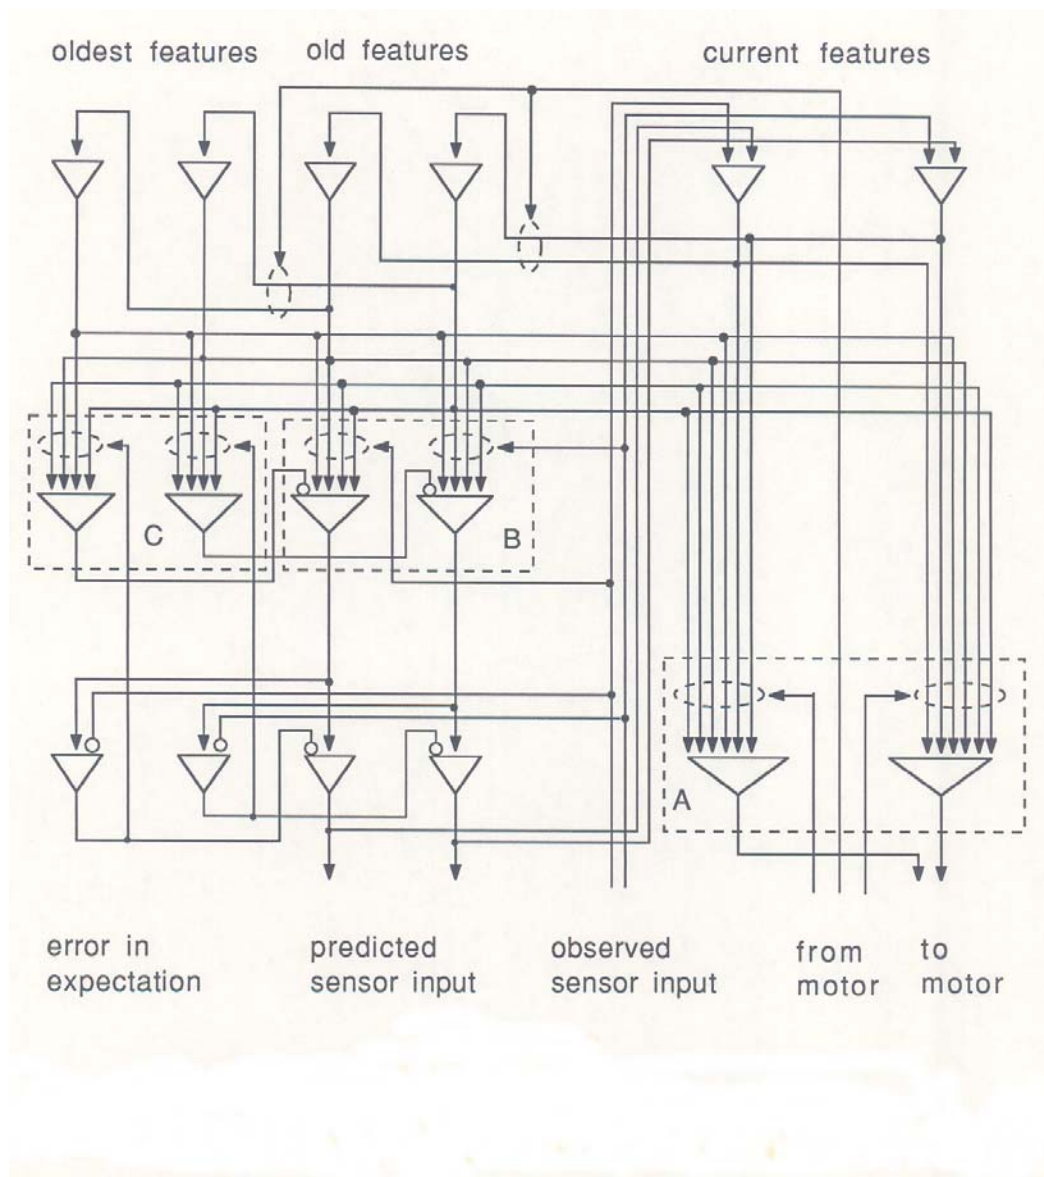 oldest features
old features
current features
C
B
A
error in
expectation
predicted
sensor input
observed
sensor input
from
motor
to
motor